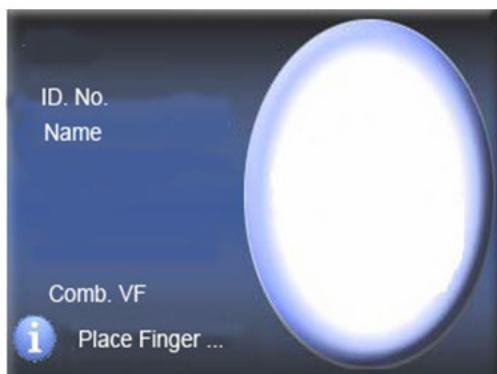 ID. No.
Name
Comb. VF
i Place Finger ...